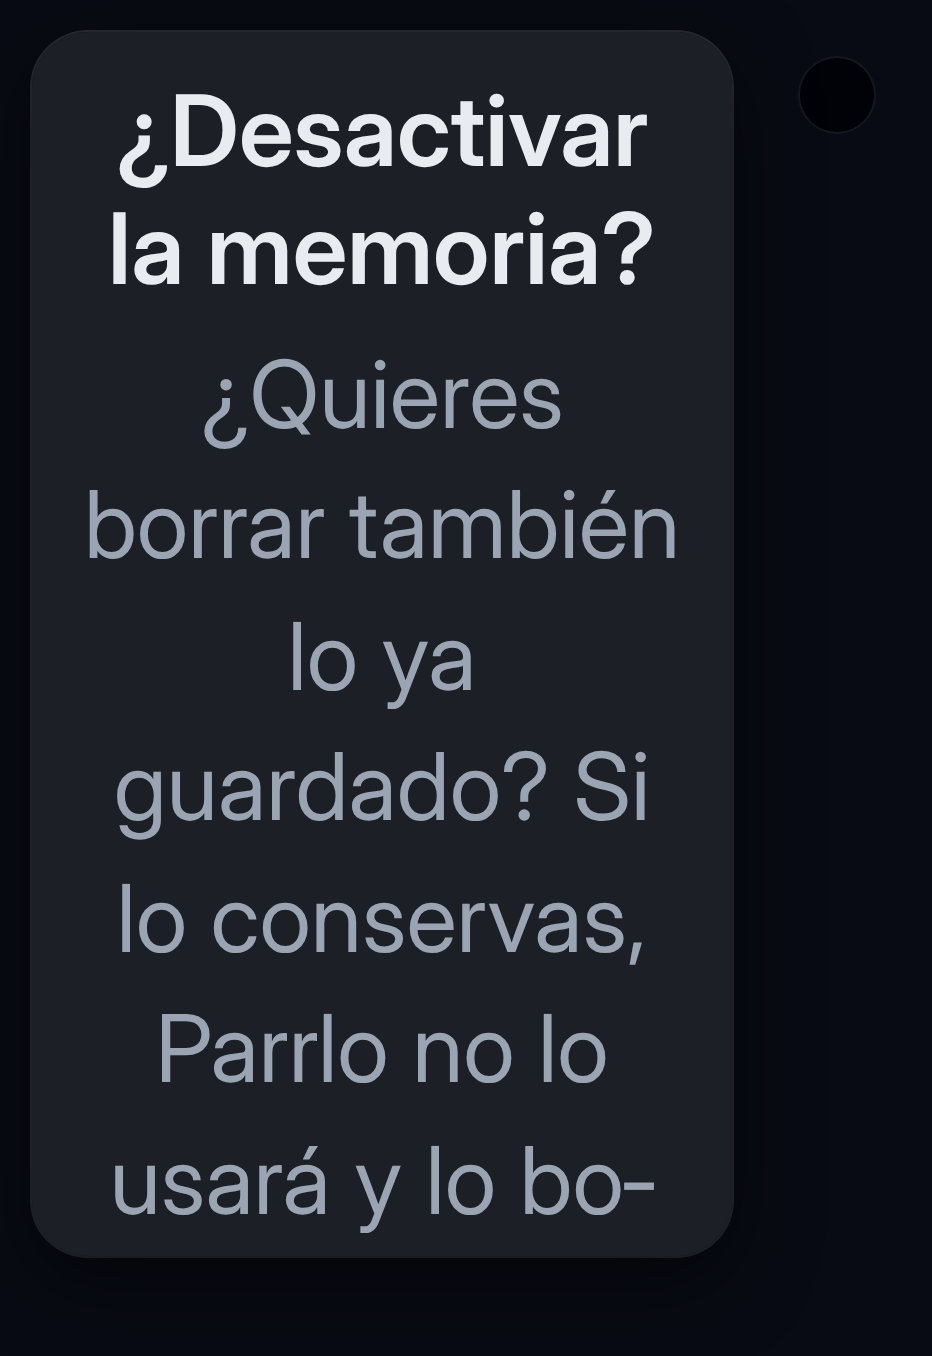 ¿Desactivar
la memoria?
¿Quieres
borrar también
lo ya
guardado? Si
lo conservas,
Parrlo no lo
usará y lo bo-